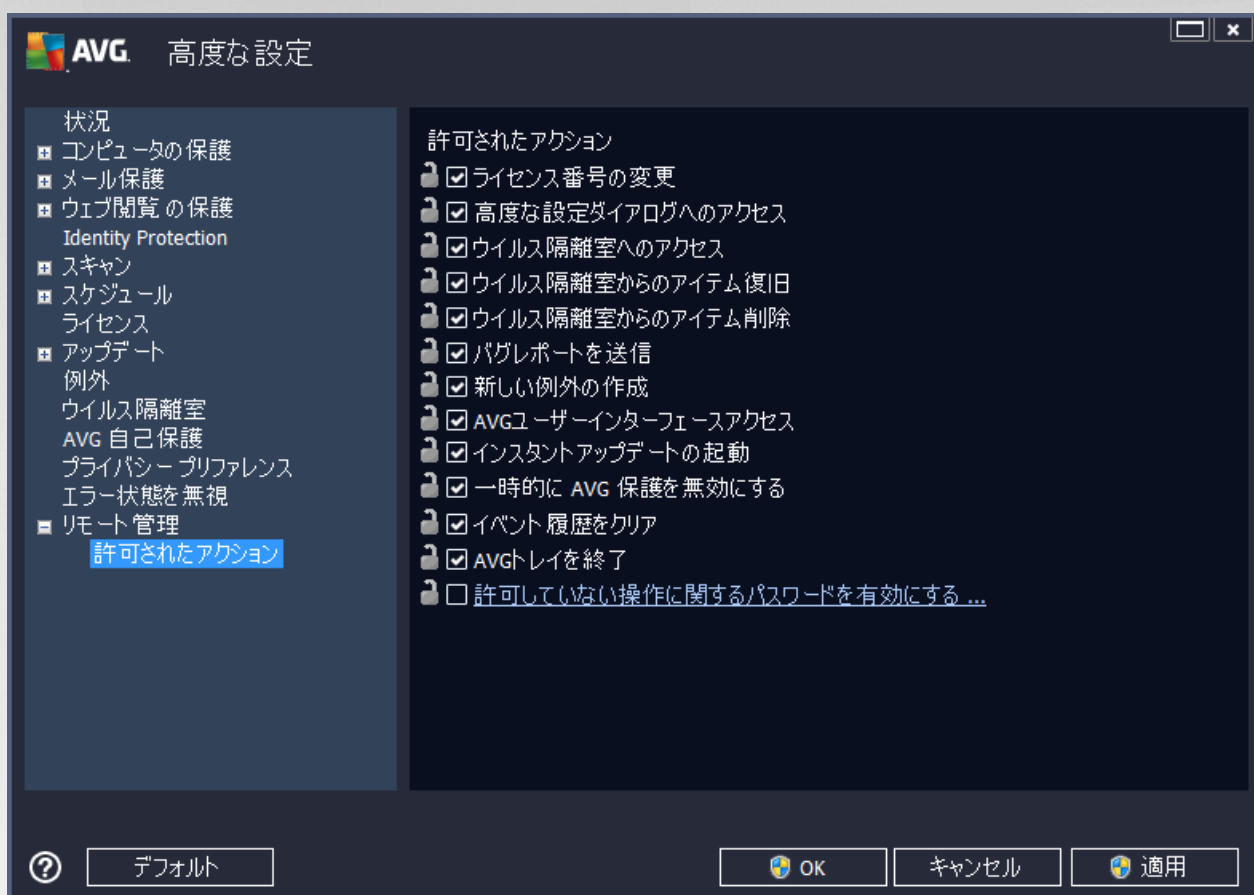 AVG. 高度な設定
状況
コンピュータの保護
メール保護
ウェブ閲覧 の保護
Identity Protection
スキャン
スケジュール
ライセンス
アップデート
例外
ウイルス隔離室
AVG 自己保護
プライバシー プリファレンス
エラー状態を無視
リモート管理
許可されたアクション
許可されたアクション
ライセンス番号の変更
高度な設定ダイアログへのアクセス
ウイルス隔離室へのアクセス
ウイルス隔離室からのアイテム復旧
ウイルス隔離室からのアイテム削除
バグレポートを送信
新しい例外の作成
AVGユーザーインターフェースアクセス
インスタントアップデートの起動
一時的に AVG 保護を無効にする
イベント履歴をクリア
AVGトレイを終了
許可していない操作に関するパスワードを有効にする ...
デフォルト
OK
キャンセル
適用